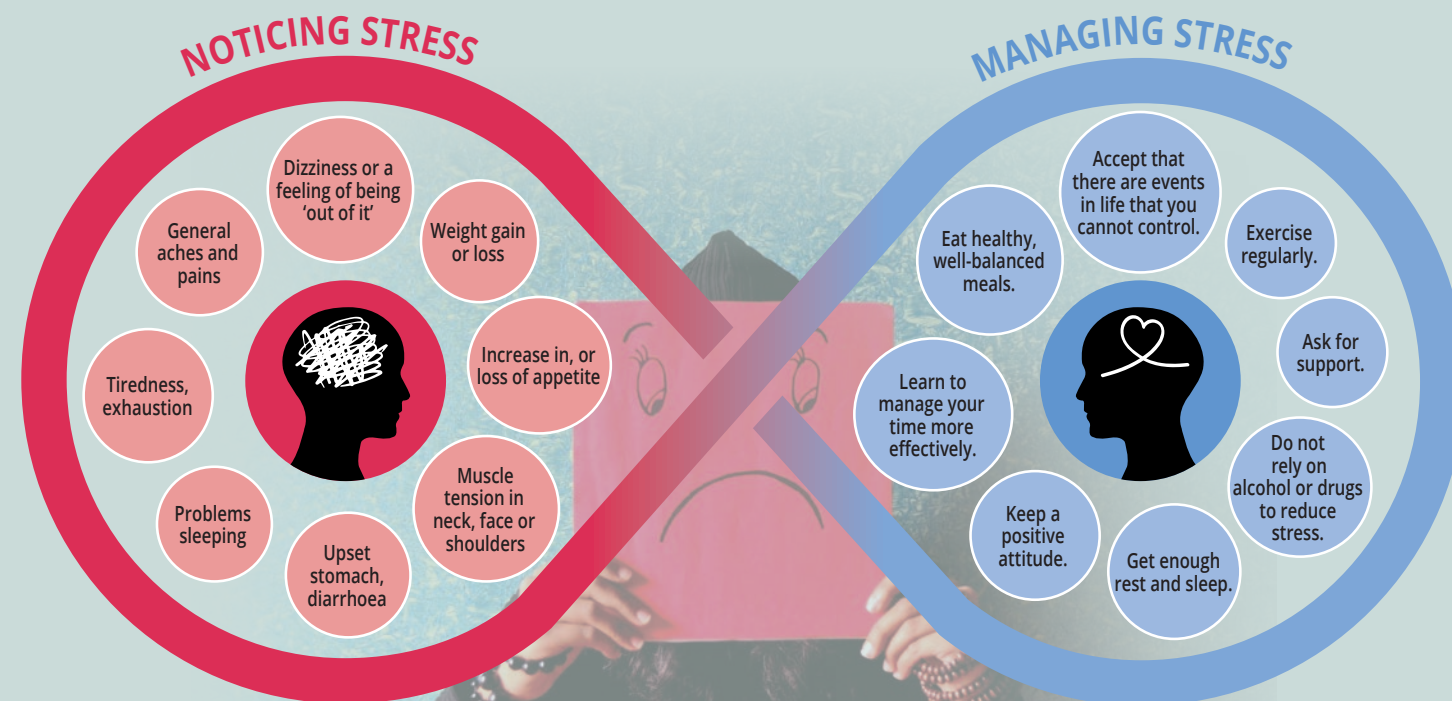 NOTICING STRESS
Dizziness or a
feeling of being
‘out of it’
Weight gain
or loss
Increase in, or
loss of appetite
Muscle
tension in
neck, face or
shoulders
Upset
stomach,
diarrhoea
Problems
sleeping
Tiredness,
exhaustion
General
aches and
pains
MANAGING STRESS
Accept that
there are events
in life that you
cannot control.
Exercise
regularly.
Ask for
support.
Do not
rely on
alcohol or drugs
to reduce
stress.
Get enough
rest and sleep.
Keep a
positive
attitude.
Learn to
manage your
time more
effectively.
Eat healthy,
well-balanced
meals.